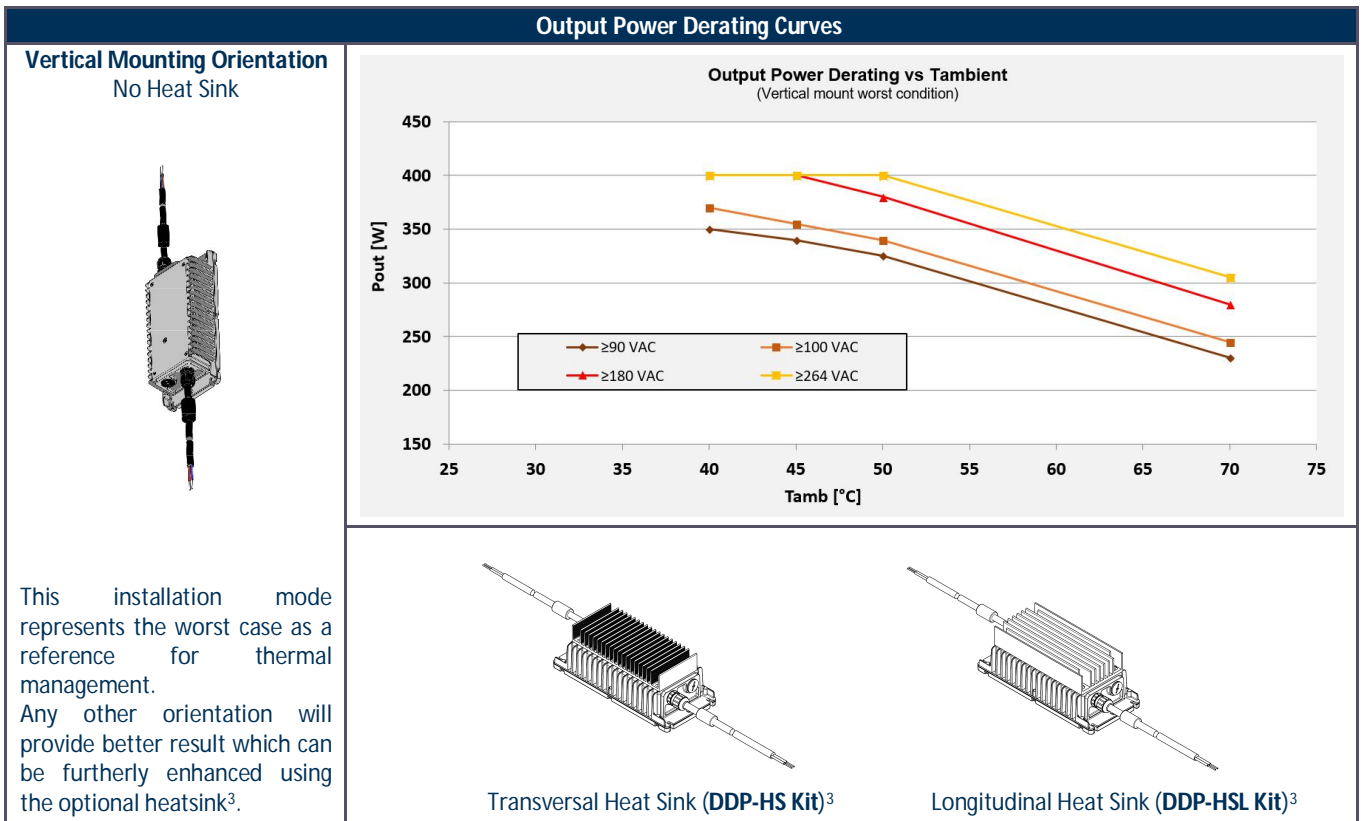 Output Power Derating Curves
Vertical Mounting Orientation
No Heat Sink
This installation mode
represents the worst case as a
reference for thermal
management.
Any other orientation will
provide better result which can
be furtherly enhanced using
the optional heatsink³.
Output Power Derating vs Tambient
(Vertical mount worst condition)
Pout [W]
450
400
350
300
250
200
150
≥90 VAC
≥100 VAC
≥180 VAC
≥264 VAC
25 30 35 40 45 50 55 60 65 70 75
Tamb [°C]
Transversal Heat Sink (DDP-HS Kit)³
Longitudinal Heat Sink (DDP-HSL Kit)³